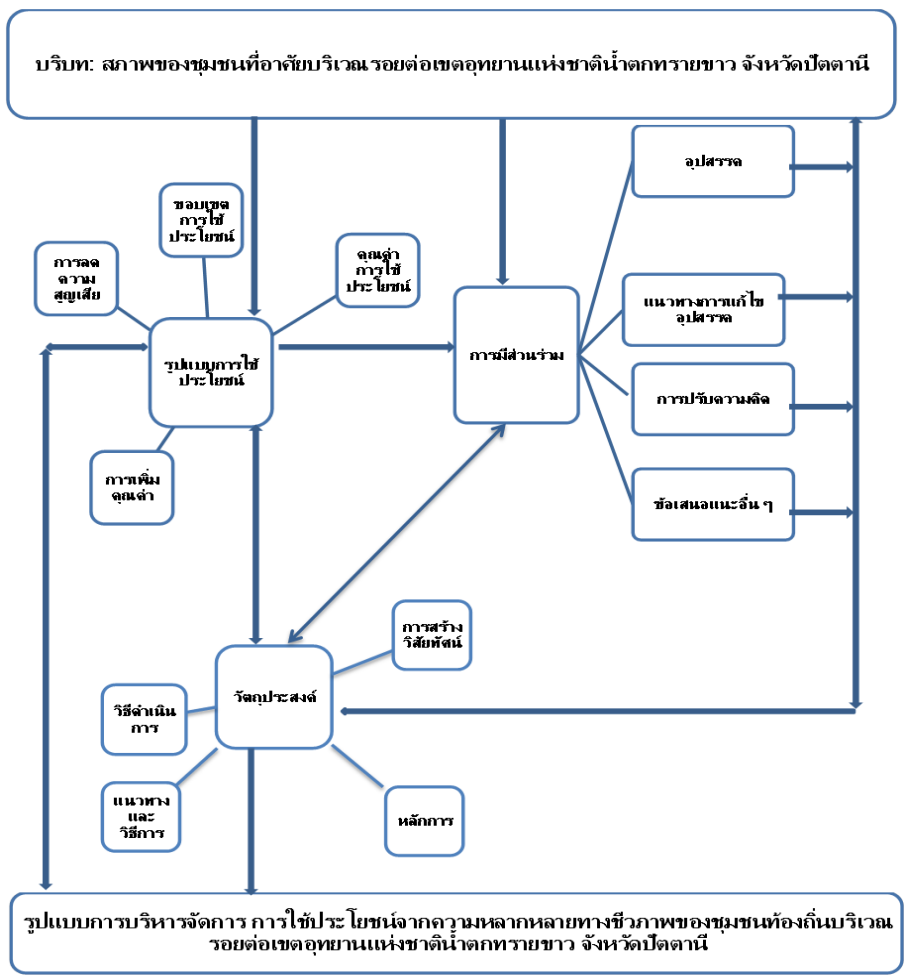 บริบท: สภาพของชุมชนที่อาศัยบริเวณ รอยต่อเขตอุทยานแห่งชาติน้ำตกทรายขาว จังหวัดปัตตานี
อุปสรรค
ขอบเขต
การใช้
ประโยชน์
คุณค่า
การใช้
ประโยชน์
การลด
ความ
สูญเสีย
แนวทางการแก้ไข
อุปสรรค
รูปแบบการใช้
ประโยชน์
การมีส่วนร่วม
การปรับความคิด
การเพิ่ม
คุณค่า
ข้อเสนอแนะอื่น ๆ
การสร้าง
วิสัยทัศน์
วัตถุประสงค์
วิธีดำเนิน
การ
แนวทาง
และ
วิธีการ
หลักการ
รูปแบบการบริหารจัดการ การใช้ประโยชน์จากความหลากหลายทางชีวภาพของชุมชนท้องถิ่นบริเวณ
รอยต่อเขตอุทยานแห่งชาติน้ำตกทรายขาว จังหวัดปัตตานี